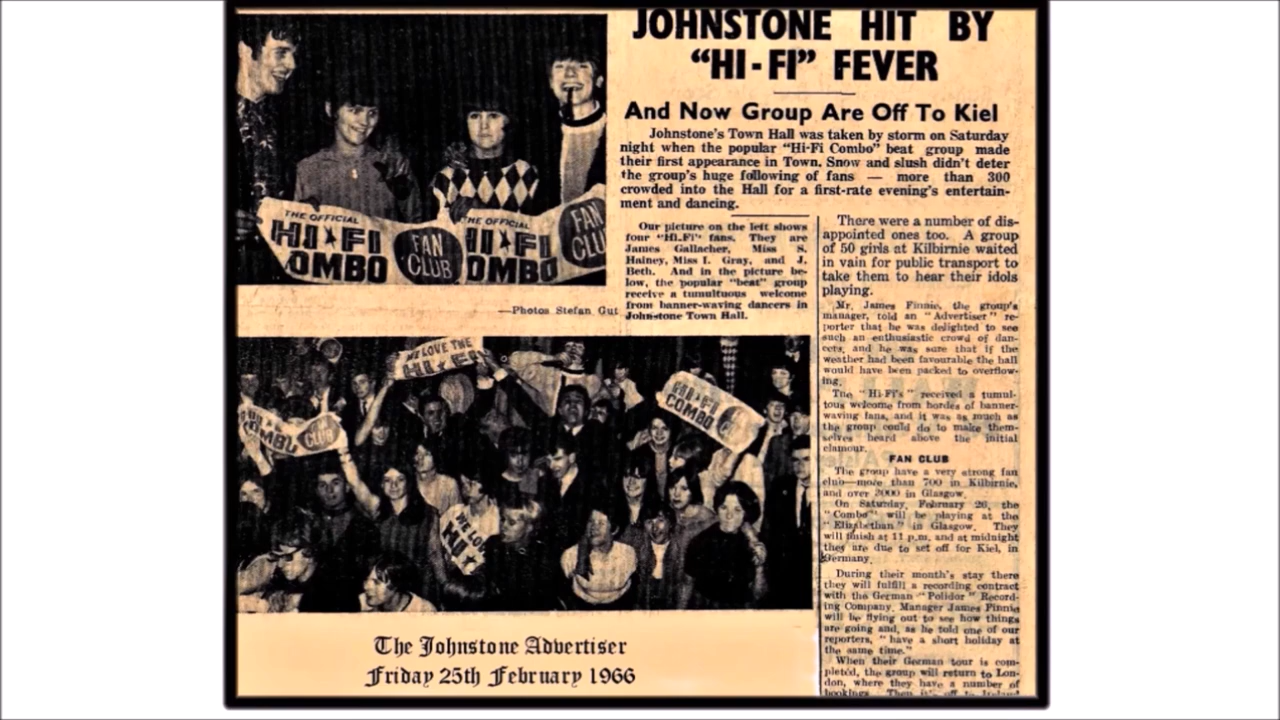 JOHNSTONE HIT BY
"HI-FI" FEVER
And Now Group Are Off To Kiel
Johnstone's Town Hall was taken by storm on Saturday
night when the popular "Hi-Fi Combo" beat group made
their first appearance in Town. Snow and slush didn't deter
the group's huge following of fans — more than 300
crowded into the Hall for a first-rate evening's entertain-
ment and dancing.
THE OFFICIAL
HI★FI
COMBO
FAN
CLUB
THE OFFICIAL
HI★FI
COMBO
FAN
CLU
Our picture on the left shows
four "Hi-Fi" fans. They are
James Gallacher, Miss S.
Hainey, Miss I. Gray, and J.
Beth. And in the picture be-
low, the popular "beat" group
receive a tumultuous welcome
from banner-waving dancers in
Johnstone Town Hall.
—Photos Stefan Gut
WE LOVE THE
HI-FI
HI-FI
COMBO
CLUB
WE LOVE
There were a number of dis-
appointed ones too. A group
of 50 girls at Kilbirnie waited
in vain for public transport to
take them to hear their idols
playing.
Mr. James Finnie, the group's
manager, told an "Advertiser" re-
porter that he was delighted to see
such an enthusiastic crowd of dan-
cers, and he was sure that if the
weather had been favourable the hall
would have been packed to overflow-
ing.
The "Hi-Fi's" received a tumul-
tous welcome from hordes of banner-
waving fans, and it was as much as
the group could do to make them-
selves heard above the initial
clamour.
FAN CLUB
The group have a very strong fan
club—more than 700 in Kilbirnie,
and over 2000 in Glasgow.
On Saturday, February 26, the
"Combo" will be playing at the
"Elizabethan" in Glasgow. They
will finish at 11 p.m. and at midnight
they are due to set off for Kiel, in
Germany.
During their month's stay there
they will fulfill a recording contract
with the German "Polidor" Record-
ing Company. Manager James Finnie
will be flying out to see how things
are going and, as he told one of our
reporters, "have a short holiday at
the same time."
When their German tour is com-
pleted, the group will return to Lon-
don, where they have a number of
bookings. Then it's off to Ireland
The Johnstone Advertiser
Friday 25th February 1966